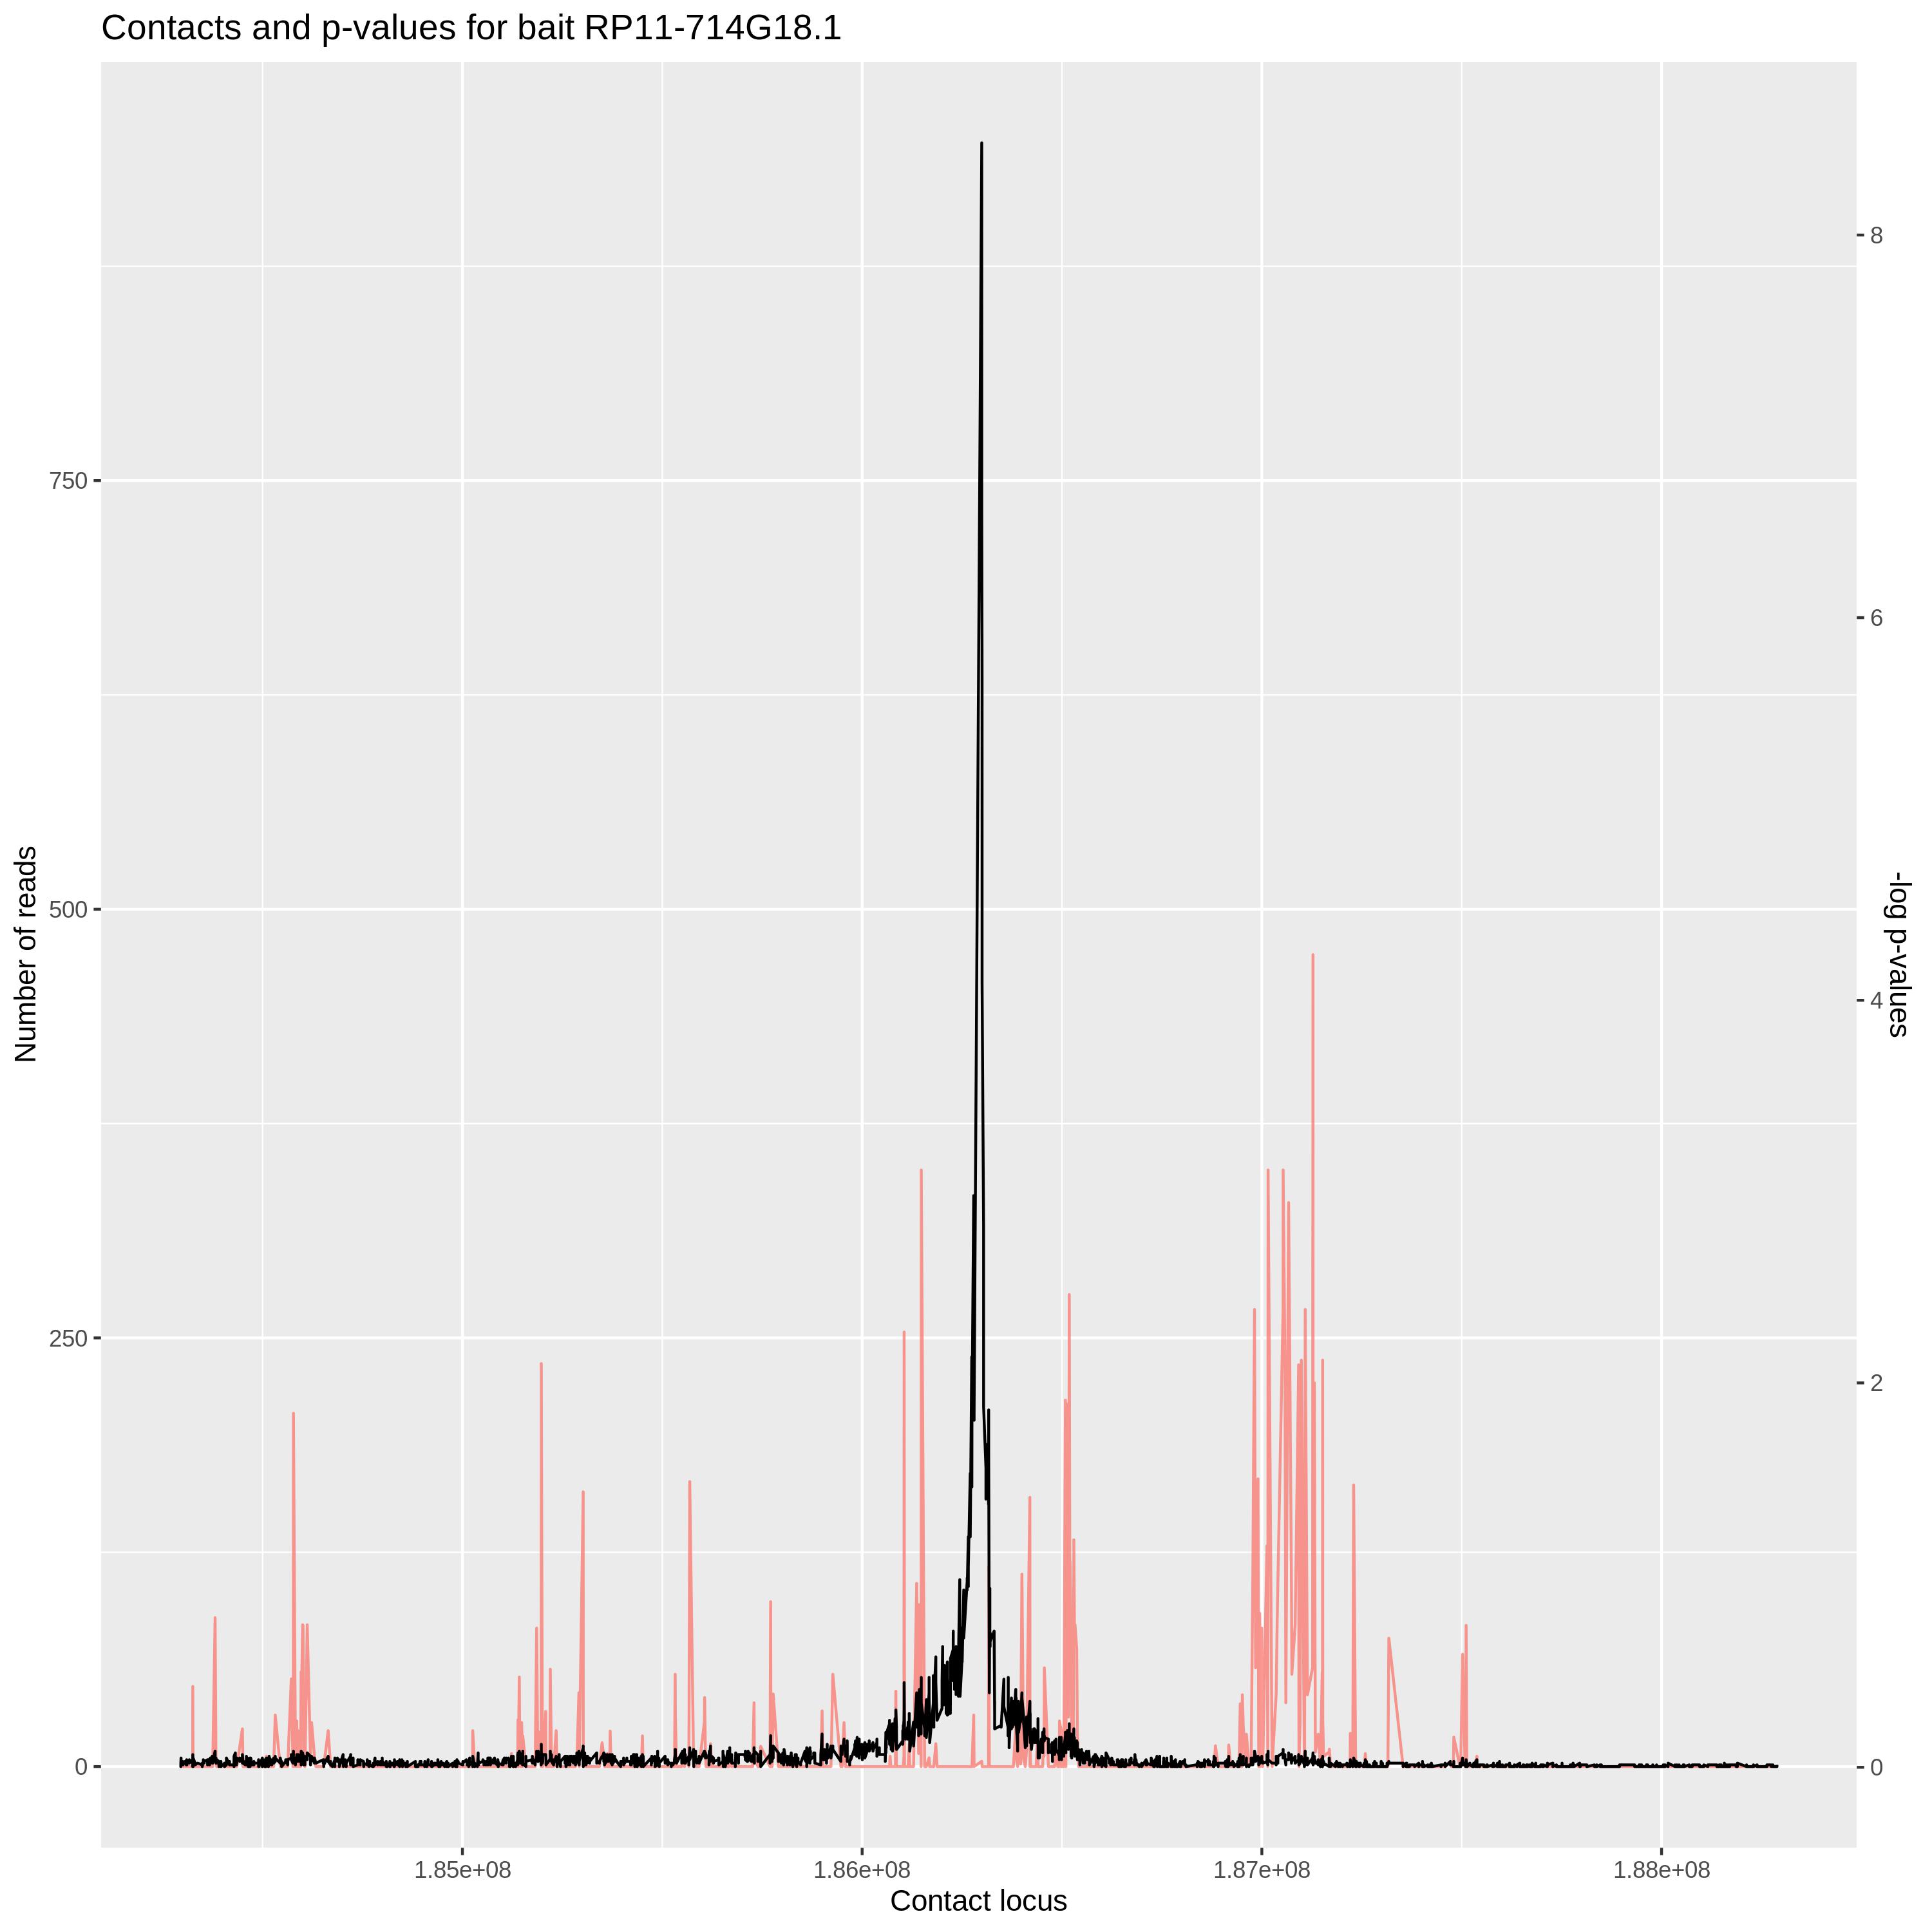 Contacts and p-values for bait RP11-714G18.1
Number of reads
750
500
250
0
8
6
4
2
0
-log p-values
1.85e+08
1.86e+08
1.87e+08
1.88e+08
Contact locus